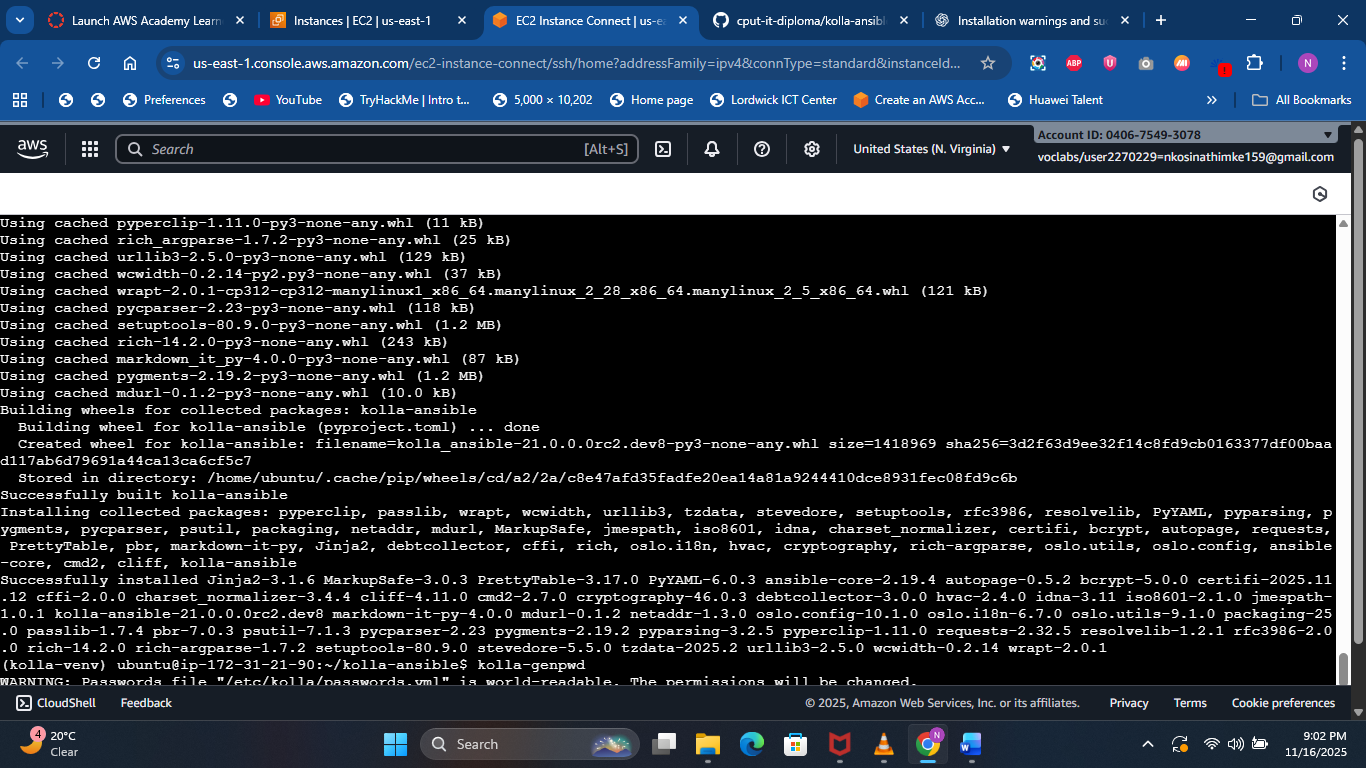 Launch AWS Academy Learn
Instances | EC2 | us-east-1
EC2 Instance Connect | us-ea
cput-it-diploma/kolla-ansible
Installation warnings and su
us-east-1.console.aws.amazon.com/ec2-instance-connect/ssh/home?addressFamily=ipv4&connType=standard&instanceId...
ABP
N
Preferences
YouTube
TryHackMe | Intro t...
5,000 × 10,202
Home page
Lordwick ICT Center
Create an AWS Acc...
Huawei Talent
»
All Bookmarks
aws
Search
[Alt+S]
United States (N. Virginia)
Account ID: 0406-7549-3078
voclabs/user2270229=nkosinathimke159@gmail.com
Using cached pyperclip-1.11.0-py3-none-any.whl (11 kB)
Using cached rich_argparse-1.7.2-py3-none-any.whl (25 kB)
Using cached urllib3-2.5.0-py3-none-any.whl (129 kB)
Using cached wcwidth-0.2.14-py2.py3-none-any.whl (37 kB)
Using cached wrapt-2.0.1-cp312-cp312-manylinux1_x86_64.manylinux_2_28_x86_64.manylinux_2_5_x86_64.whl (121 kB)
Using cached pycparser-2.23-py3-none-any.whl (118 kB)
Using cached setuptools-80.9.0-py3-none-any.whl (1.2 MB)
Using cached rich-14.2.0-py3-none-any.whl (243 kB)
Using cached markdown_it_py-4.0.0-py3-none-any.whl (87 kB)
Using cached pygments-2.19.2-py3-none-any.whl (1.2 MB)
Using cached mdurl-0.1.2-py3-none-any.whl (10.0 kB)
Building wheels for collected packages: kolla-ansible
Building wheel for kolla-ansible (pyproject.toml) ... done
Created wheel for kolla-ansible: filename=kolla_ansible-21.0.0.0rc2.dev8-py3-none-any.whl size=1418969 sha256=3d2f63d9ee32f14c8fd9cb0163377df00baa
d117ab6d79691a44ca13ca6cf5c7
Stored in directory: /home/ubuntu/.cache/pip/wheels/cd/a2/2a/c8e47afd35fadfe20ea14a81a9244410dce8931fec08fd9c6b
Successfully built kolla-ansible
Installing collected packages: pyperclip, passlib, wrapt, wcwidth, urllib3, tzdata, stevedore, setuptools, rfc3986, resolvelib, PyYAML, pyparsing, p
ygments, pycparser, psutil, packaging, netaddr, mdurl, MarkupSafe, jmespath, iso8601, idna, charset_normalizer, certifi, bcrypt, autopage, requests,
PrettyTable, pbr, markdown-it-py, Jinja2, debtcollector, cffi, rich, oslo.i18n, hvac, cryptography, rich-argparse, oslo.utils, oslo.config, ansible
-core, cmd2, cliff, kolla-ansible
Successfully installed Jinja2-3.1.6 MarkupSafe-3.0.3 PrettyTable-3.17.0 PyYAML-6.0.3 ansible-core-2.19.4 autopage-0.5.2 bcrypt-5.0.0 certifi-2025.11
.12 cffi-2.0.0 charset_normalizer-3.4.4 cliff-4.11.0 cmd2-2.7.0 cryptography-46.0.3 debtcollector-3.0.0 hvac-2.4.0 idna-3.11 iso8601-2.1.0 jmespath-
1.0.1 kolla-ansible-21.0.0.0rc2.dev8 markdown-it-py-4.0.0 mdurl-0.1.2 netaddr-1.3.0 oslo.config-10.1.0 oslo.i18n-6.7.0 oslo.utils-9.1.0 packaging-25
.0 passlib-1.7.4 pbr-7.0.3 psutil-7.1.3 pycparser-2.23 pygments-2.19.2 pyparsing-3.2.5 pyperclip-1.11.0 requests-2.32.5 resolvelib-1.2.1 rfc3986-2.0
.0 rich-14.2.0 rich-argparse-1.7.2 setuptools-80.9.0 stevedore-5.5.0 tzdata-2025.2 urllib3-2.5.0 wcwidth-0.2.14 wrapt-2.0.1
(kolla-venv) ubuntu@ip-172-31-21-90:~/kolla-ansible$ kolla-genpwd
WARNING: Passwords file "/etc/kolla/passwords.yml" is world-readable. The permissions will be changed.
CloudShell
Feedback
© 2025, Amazon Web Services, Inc. or its affiliates.
Privacy
Terms
Cookie preferences
4
20°C
Clear
Search
N
9:02 PM
11/16/2025